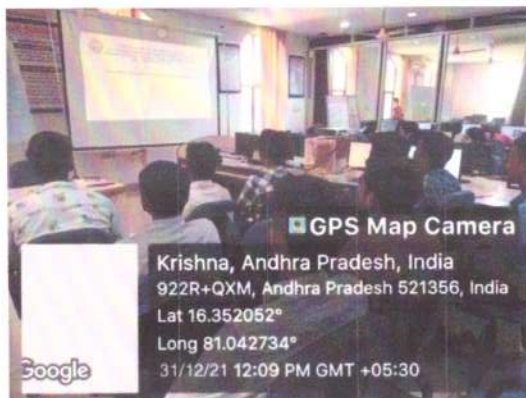 GPS Map Camera
Krishna, Andhra Pradesh, India
922R+QXM, Andhra Pradesh 521356, India
Lat 16.352052°
Long 81.042734°
31/12/21 12:09 PM GMT +05:30
Google